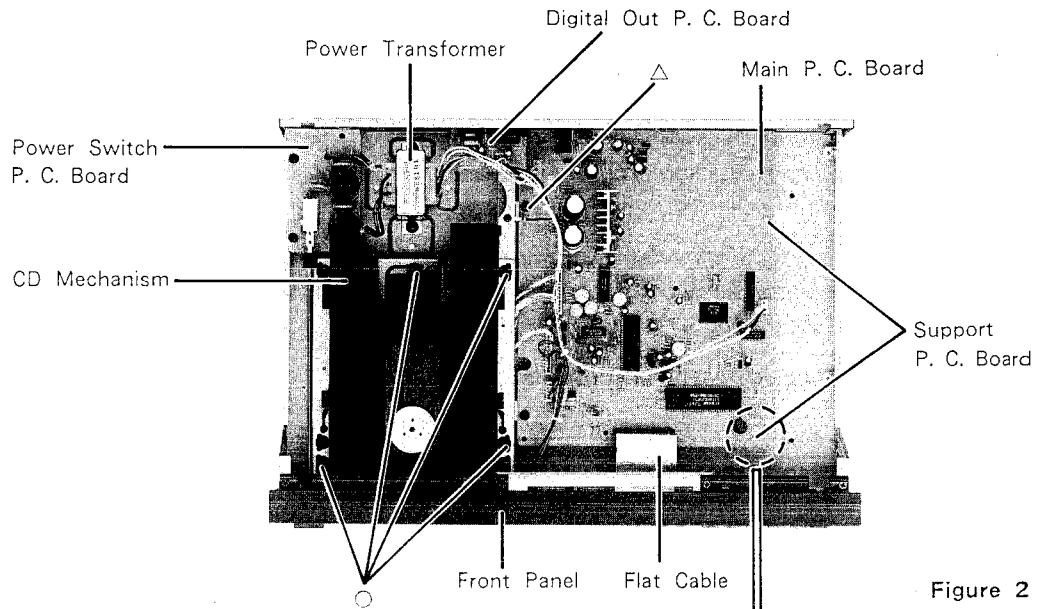 Digital Out P. C. Board
Power Transformer
△
Main P. C. Board
Power Switch
P. C. Board
CD Mechanism
Support
P. C. Board
Front Panel
Flat Cable
○
Figure 2